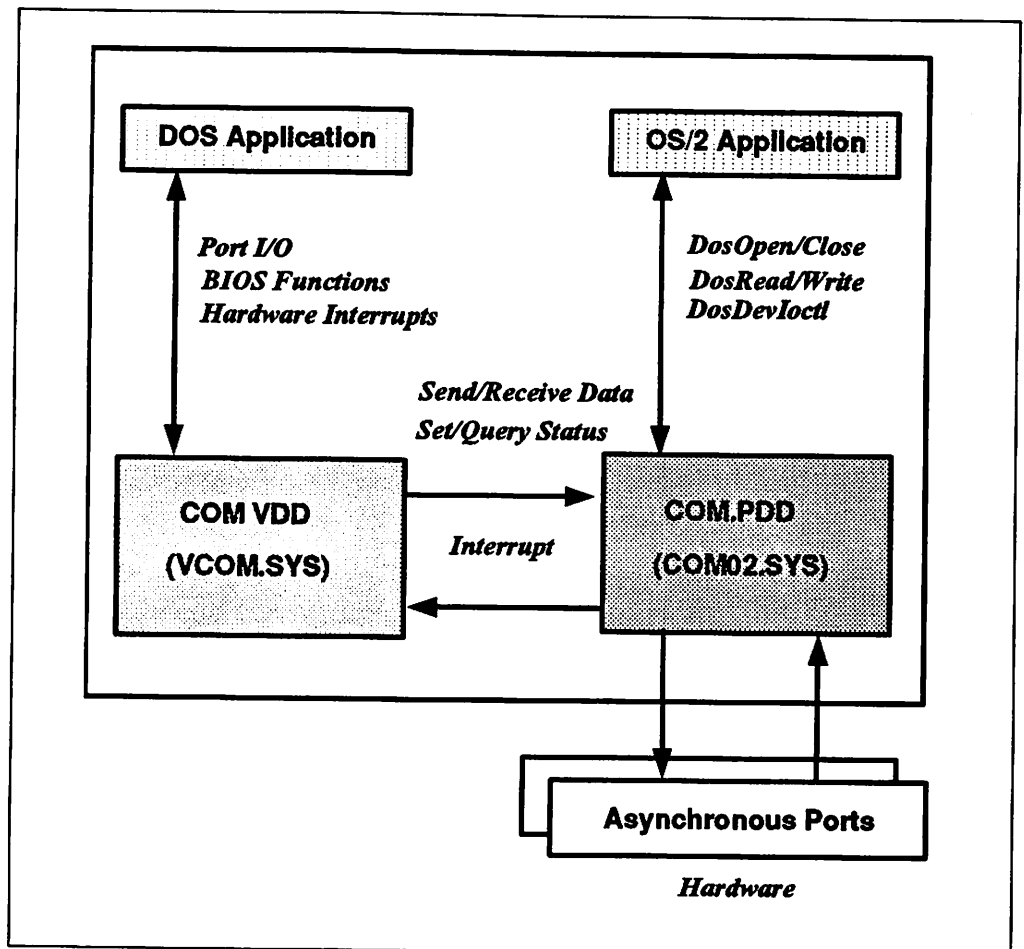 DOS Application
OS/2 Application
Port I/O
BIOS Functions
Hardware Interrupts
DosOpen/Close
DosRead/Write
DosDevIoctl
Send/Receive Data
Set/Query Status
COM VDD
(VCOM.SYS)
Interrupt
COM.PDD
(COM02.SYS)
Asynchronous Ports
Hardware